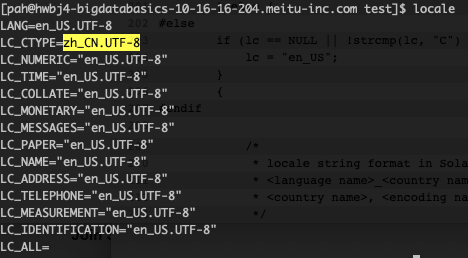 [pah@hwbj4-bigdatabasics-10-16-16-204.meitu-inc.com test]$ locale
LANG=en_US.UTF-8
LC_CTYPE=zh_CN.UTF-8
LC_NUMERIC="en_US.UTF-8"
LC_TIME="en_US.UTF-8"
LC_COLLATE="en_US.UTF-8"
LC_MONETARY="en_US.UTF-8"
LC_MESSAGES="en_US.UTF-8"
LC_PAPER="en_US.UTF-8"
LC_NAME="en_US.UTF-8"
LC_ADDRESS="en_US.UTF-8"
LC_TELEPHONE="en_US.UTF-8"
LC_MEASUREMENT="en_US.UTF-8"
LC_IDENTIFICATION="en_US.UTF-8"
LC_ALL=
202 #else
if (lc == NULL || !strcmp(lc, "C")
lc = "en_US";
}
{
/*
* locale string format in Sola
* <language name>_<country nam
* <country name>, <encoding na
*/